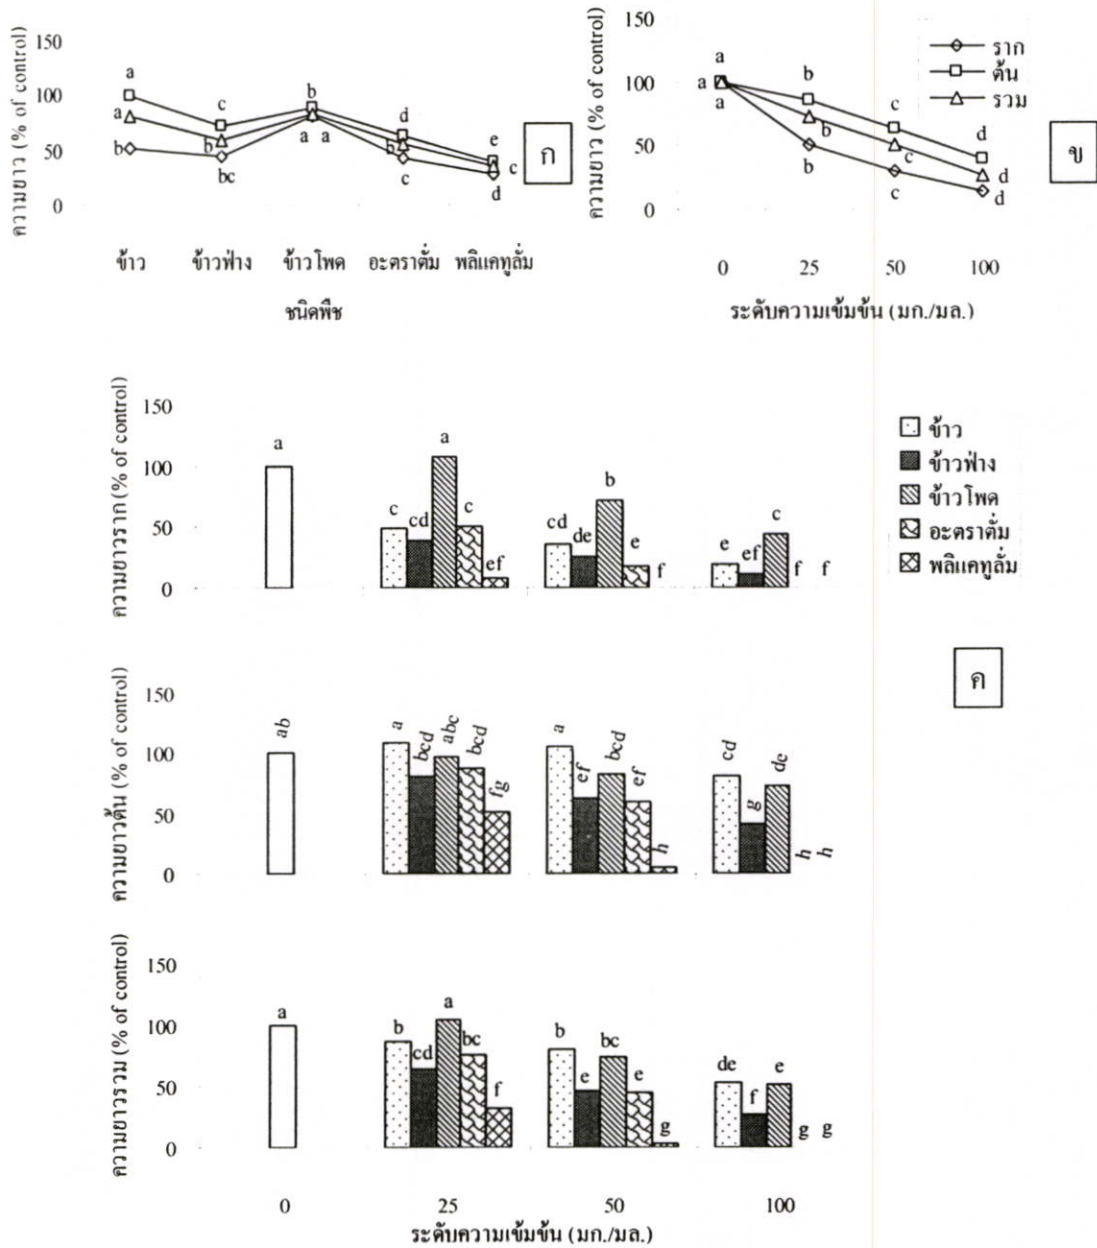 ความยาว (% of control)
150
100
50
0
a
a
b
c
b
bc
b
a a
d
b
c
e
c
d
ข้าว ข้าวฟ่าง ข้าวโพด อะตราตั้ม พลิแคทูลั่ม
ชนิดพืช
ก
ความยาว (% of control)
150
100
50
0
a
a
a
b
b
b
c
c
c
d
d
d
0 25 50 100
ระดับความเข้มข้น (มก./มล.)
ราก
ต้น
รวม
ข
ความยาวราก (% of control)
150
100
50
0
a
c cd a c ef
cd de b e f
e ef c f f
ข้าว
ข้าวฟ่าง
ข้าวโพด
อะตราตั้ม
พลิแคทูลั่ม
ค
ความยาวต้น (% of control)
150
100
50
0
ab
a bcd abc bcd fg
a ef bcd ef h
cd g de h h
ความยาวรวม (% of control)
150
100
50
0
a
b cd a bc f
b e bc e g
de f e g g
0 25 50 100
ระดับความเข้มข้น (มก./มล.)